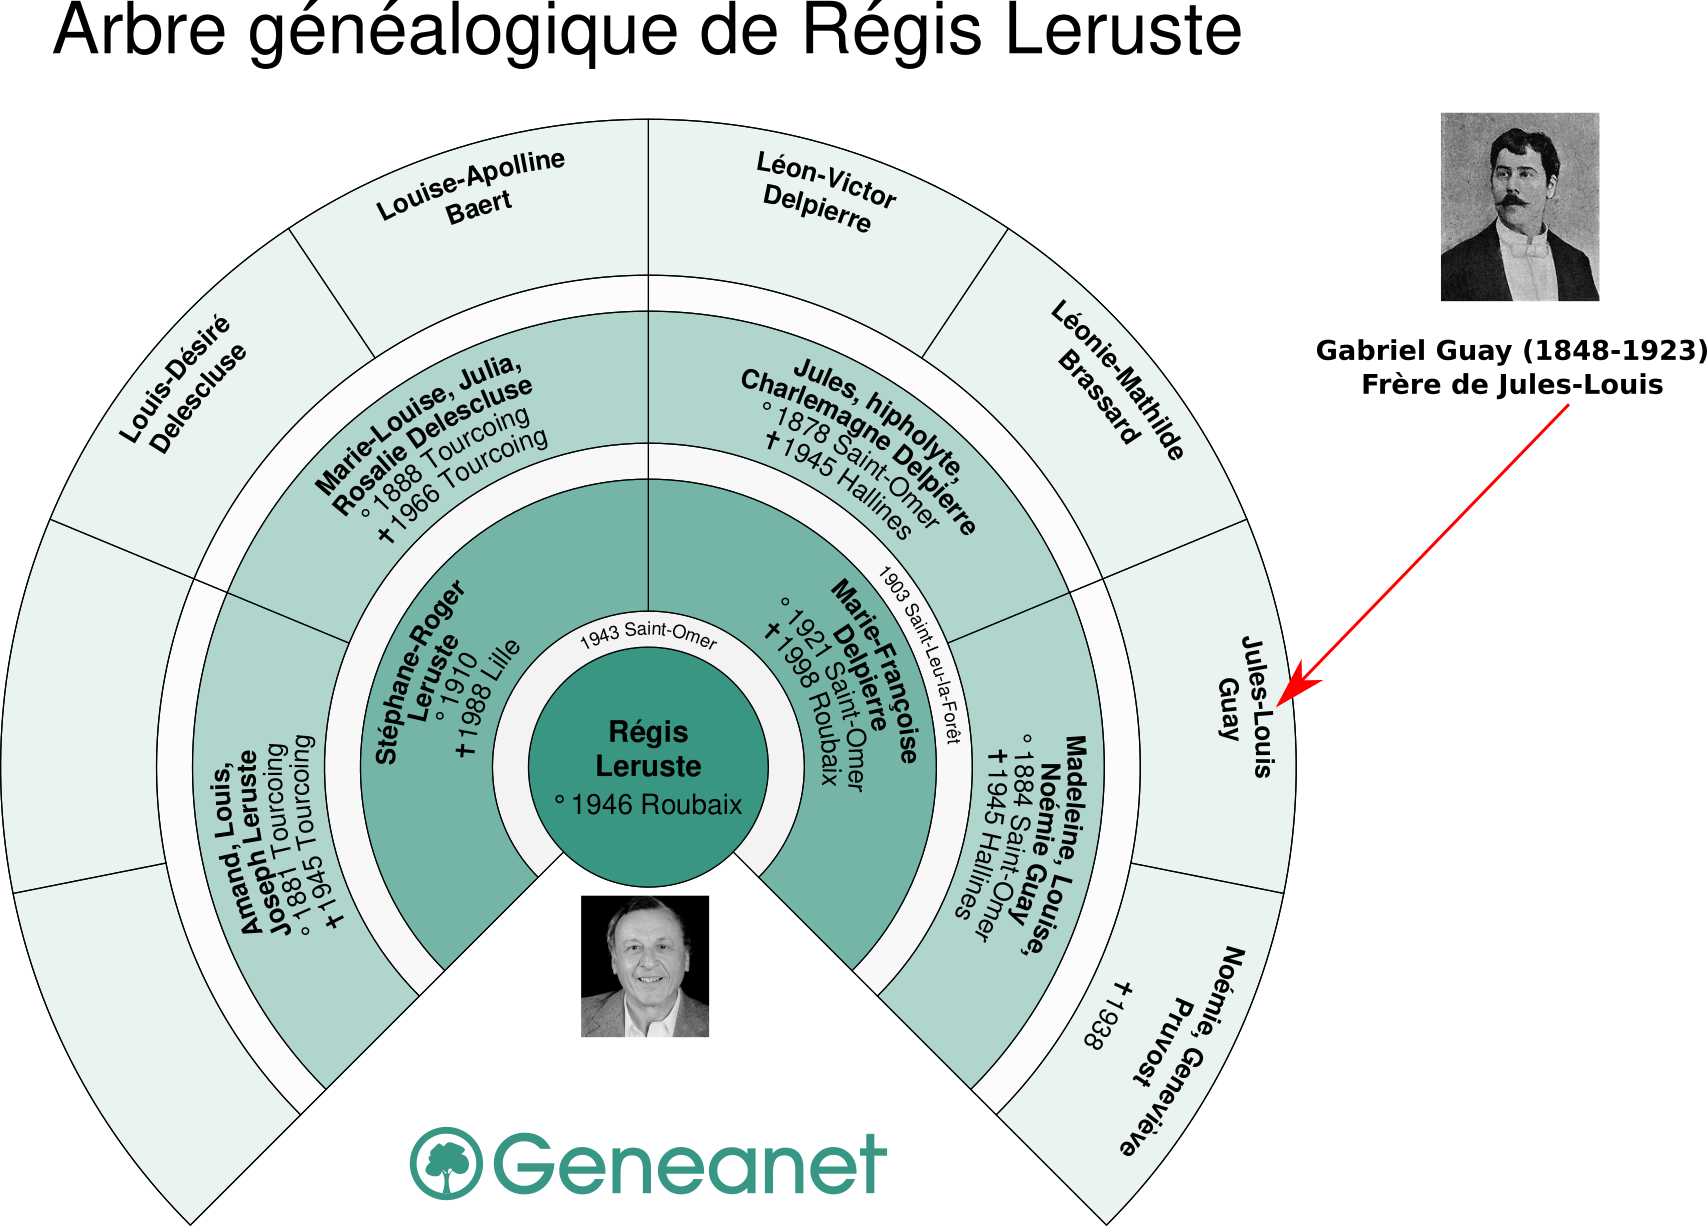 Arbre généalogique de Régis Leruste
Louise-Apolline
Baert
Léon-Victor
Delpierre
Louis-Désiré
Delescluse
Léonie-Mathilde
Brassard
Gabriel Guay (1848-1923)
Frère de Jules-Louis
Marie-Louise, Julia,
Rosalie Delescluse
° 1888 Tourcoing
✝ 1966 Tourcoing
Jules, hipholyte,
Charlemagne Delpierre
° 1878 Saint-Omer
✝ 1945 Hallines
1903 Saint-Leu-la-Forêt
Jules-Louis
Guay
Amand, Louis,
Joseph Leruste
° 1881 Tourcoing
✝ 1945 Tourcoing
Stéphane-Roger
Leruste
° 1910
✝ 1988 Lille
1943 Saint-Omer
Marie-Françoise
Delpierre
° 1921 Saint-Omer
✝ 1998 Roubaix
Madeleine, Louise,
Noémie Guay
° 1884 Saint-Omer
✝ 1945 Hallines
Régis
Leruste
° 1946 Roubaix
Noémie, Geneviève
Pruvost
✝ 1938
Geneanet